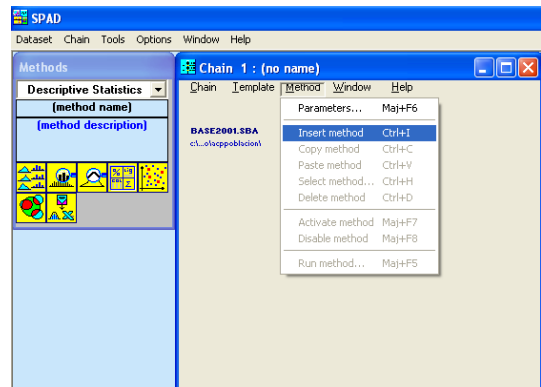 SPAD
Dataset Chain Tools Options Window Help
Methods
Descriptive Statistics
(method name)
(method description)
Chain 1 : (no name)
Chain Template Method Window Help
BASE2001.SBA
c:\...o\acppoblacion\
Parameters... Maj+F6
Insert method Ctrl+I
Copy method Ctrl+C
Paste method Ctrl+V
Select method... Ctrl+H
Delete method Ctrl+D
Activate method Maj+F7
Disable method Maj+F8
Run method... Maj+F5